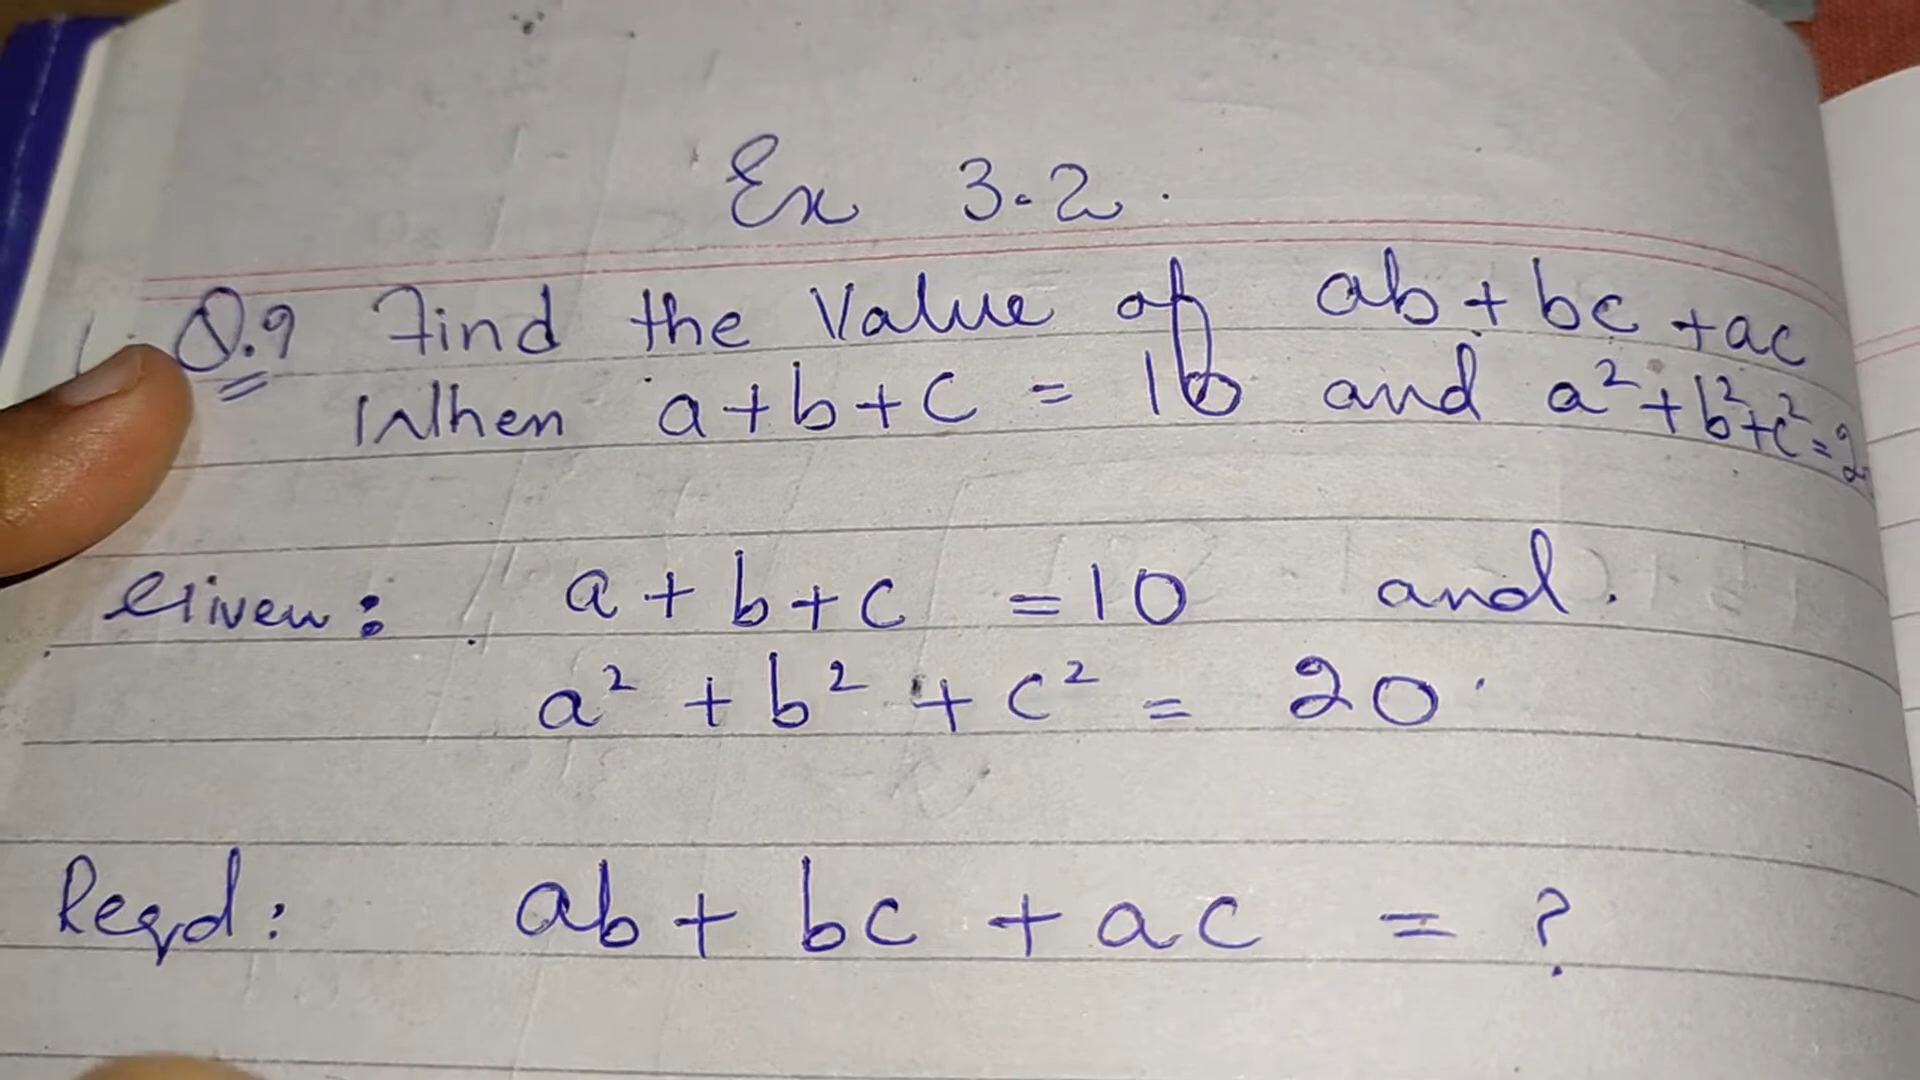 Ex 3.2.
Q.9 Find the Value of ab + bc + ac
When a + b + c = 10 and a² + b² + c² = 2
Given: a + b + c = 10 and.
a² + b² + c² = 20
Reqd: ab + bc + ac = ?